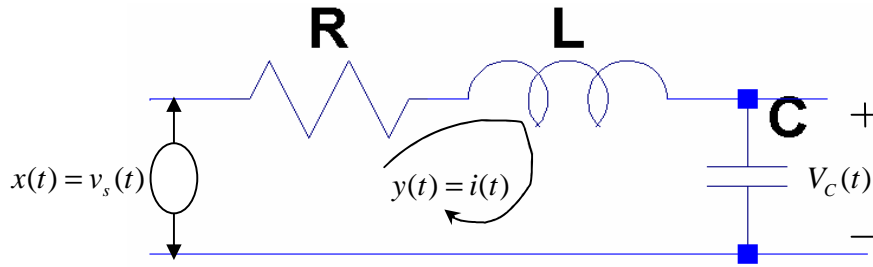 R L
C +
x(t) = v_s(t)
y(t) = i(t)
V_C(t)
−